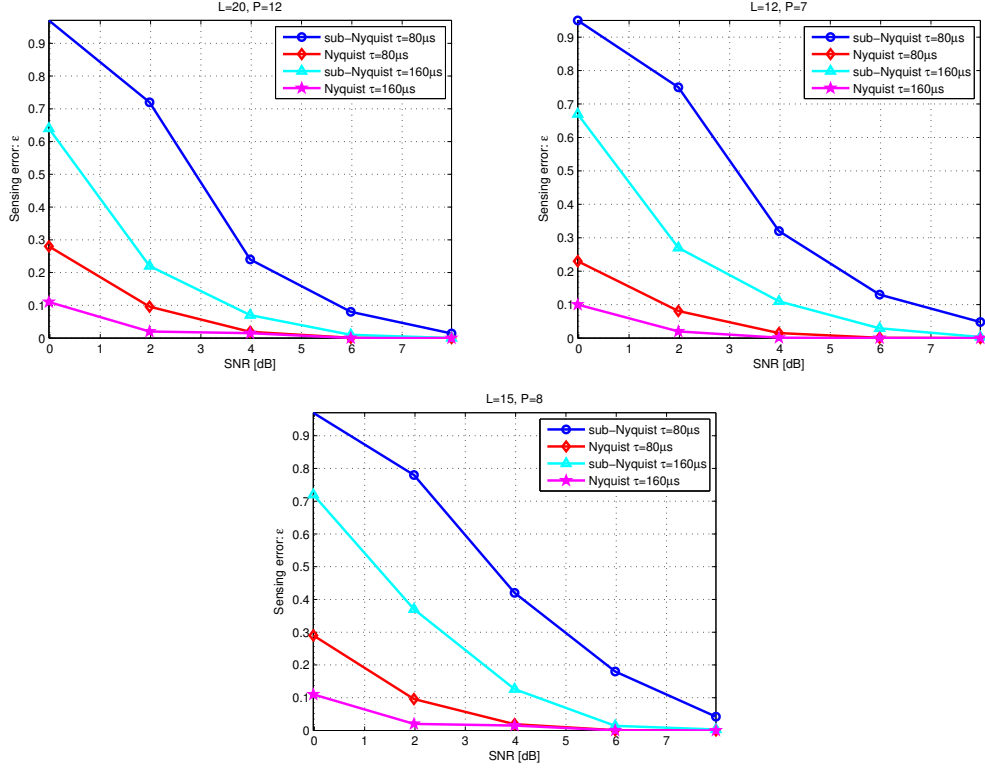 L=20, P=12
sub−Nyquist τ=80μs
Nyquist τ=80μs
sub−Nyquist τ=160μs
Nyquist τ=160μs
Sensing error: ε
0.9
0.8
0.7
0.6
0.5
0.4
0.3
0.2
0.1
0
0 1 2 3 4 5 6 7
SNR [dB]
L=12, P=7
sub−Nyquist τ=80μs
Nyquist τ=80μs
sub−Nyquist τ=160μs
Nyquist τ=160μs
Sensing error: ε
0.9
0.8
0.7
0.6
0.5
0.4
0.3
0.2
0.1
0
0 1 2 3 4 5 6 7
SNR [dB]
L=15, P=8
sub−Nyquist τ=80μs
Nyquist τ=80μs
sub−Nyquist τ=160μs
Nyquist τ=160μs
Sensing error: ε
0.9
0.8
0.7
0.6
0.5
0.4
0.3
0.2
0.1
0
0 1 2 3 4 5 6 7
SNR [dB]